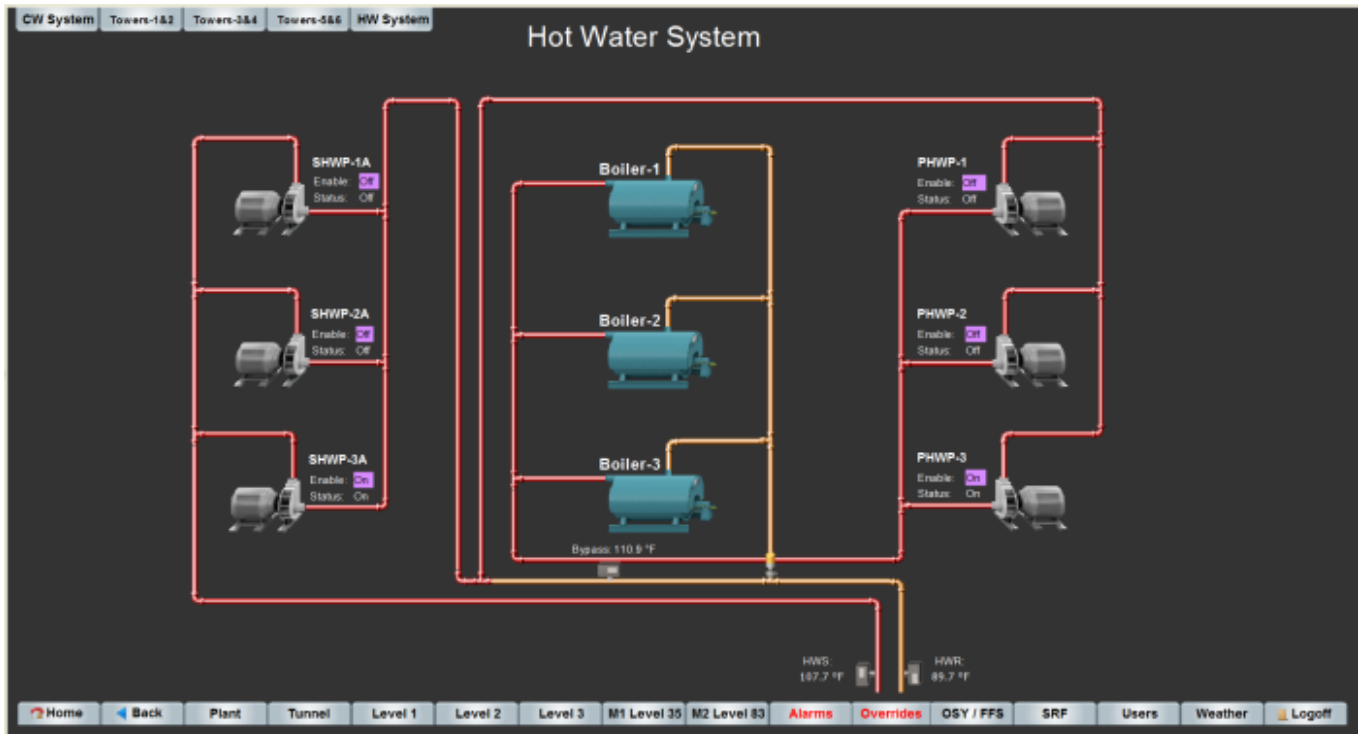 CW System Towers-1&2 Towers-3&4 Towers-5&6 HW System
Hot Water System
SHWP-1A
Enable: Off
Status: Off
Boiler-1
PHWP-1
Enable: Off
Status: Off
SHWP-2A
Enable: Off
Status: Off
Boiler-2
PHWP-2
Enable: Off
Status: Off
SHWP-3A
Enable: On
Status: On
Boiler-3
PHWP-3
Enable: On
Status: On
Bypass: 110.9 °F
HWS:
107.7 °F
HWR:
89.7 °F
Home Back Plant Tunnel Level 1 Level 2 Level 3 M1 Level 35 M2 Level 83 Alarms Overrides OSY / FFS SRF Users Weather Logoff